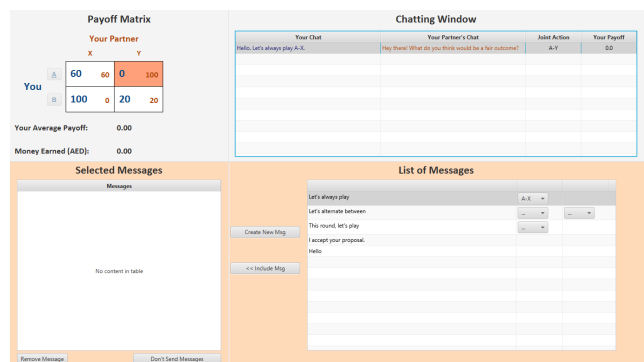 Payoff Matrix
Your Partner
X Y
You
A 60 60 0 100
B 100 0 20 20
Your Average Payoff: 0.00
Money Earned (AED): 0.00
Chatting Window
Your Chat Your Partner's Chat Joint Action Your Payoff
Hello. Let's always play A-X. Hey there! What do you think would be a fair outcome? A-Y 0.0
Selected Messages
Messages
No content in table
Remove Message Don't Send Messages
Create New Msg
<< Include Msg
List of Messages
Let's always play A-X
Let's alternate between ... ...
This round, let's play ...
I accept your proposal.
Hello